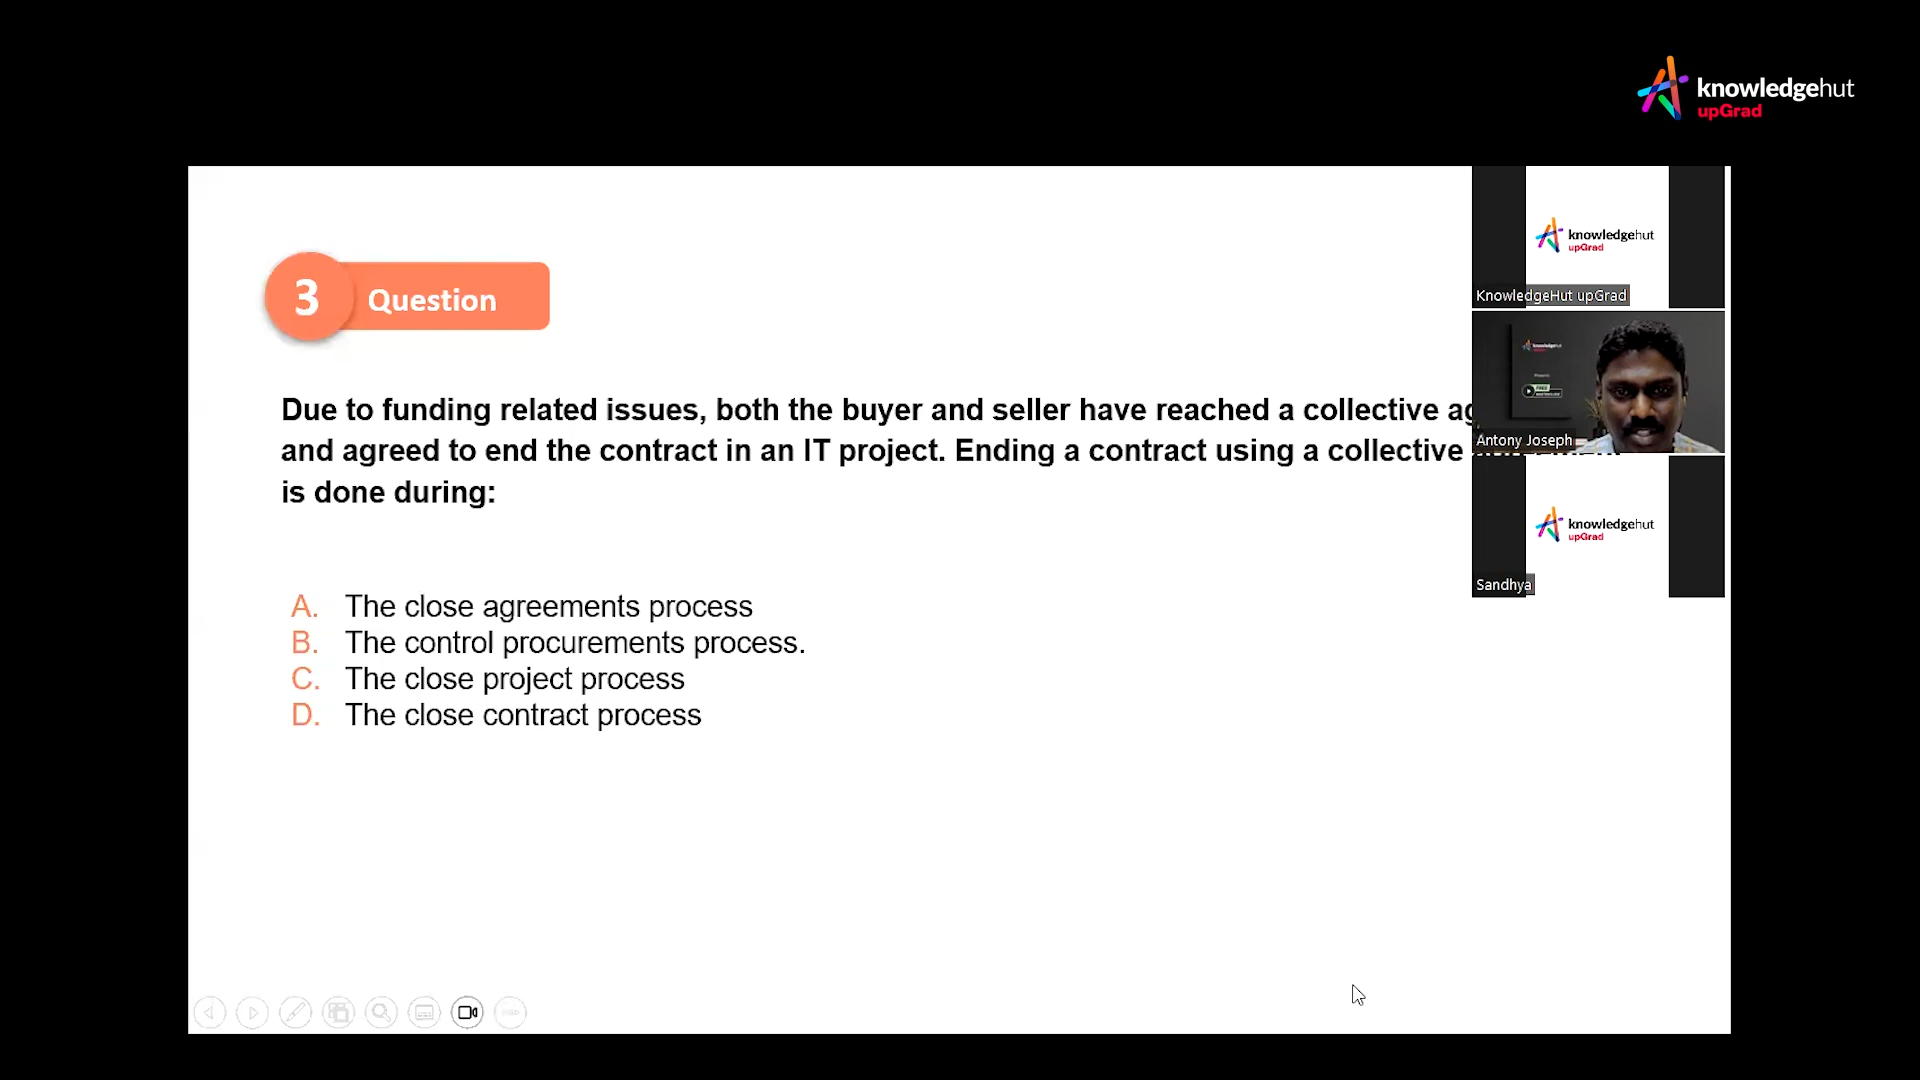 knowledgehut
upGrad
knowledgehut
upGrad
KnowledgeHut upGrad
3 Question
Due to funding related issues, both the buyer and seller have reached a collective
and agreed to end the contract in an IT project. Ending a contract using a collective
is done during:
knowledgehut
Antony Joseph
knowledgehut
upGrad
Sandhya
A. The close agreements process
B. The control procurements process.
C. The close project process
D. The close contract process